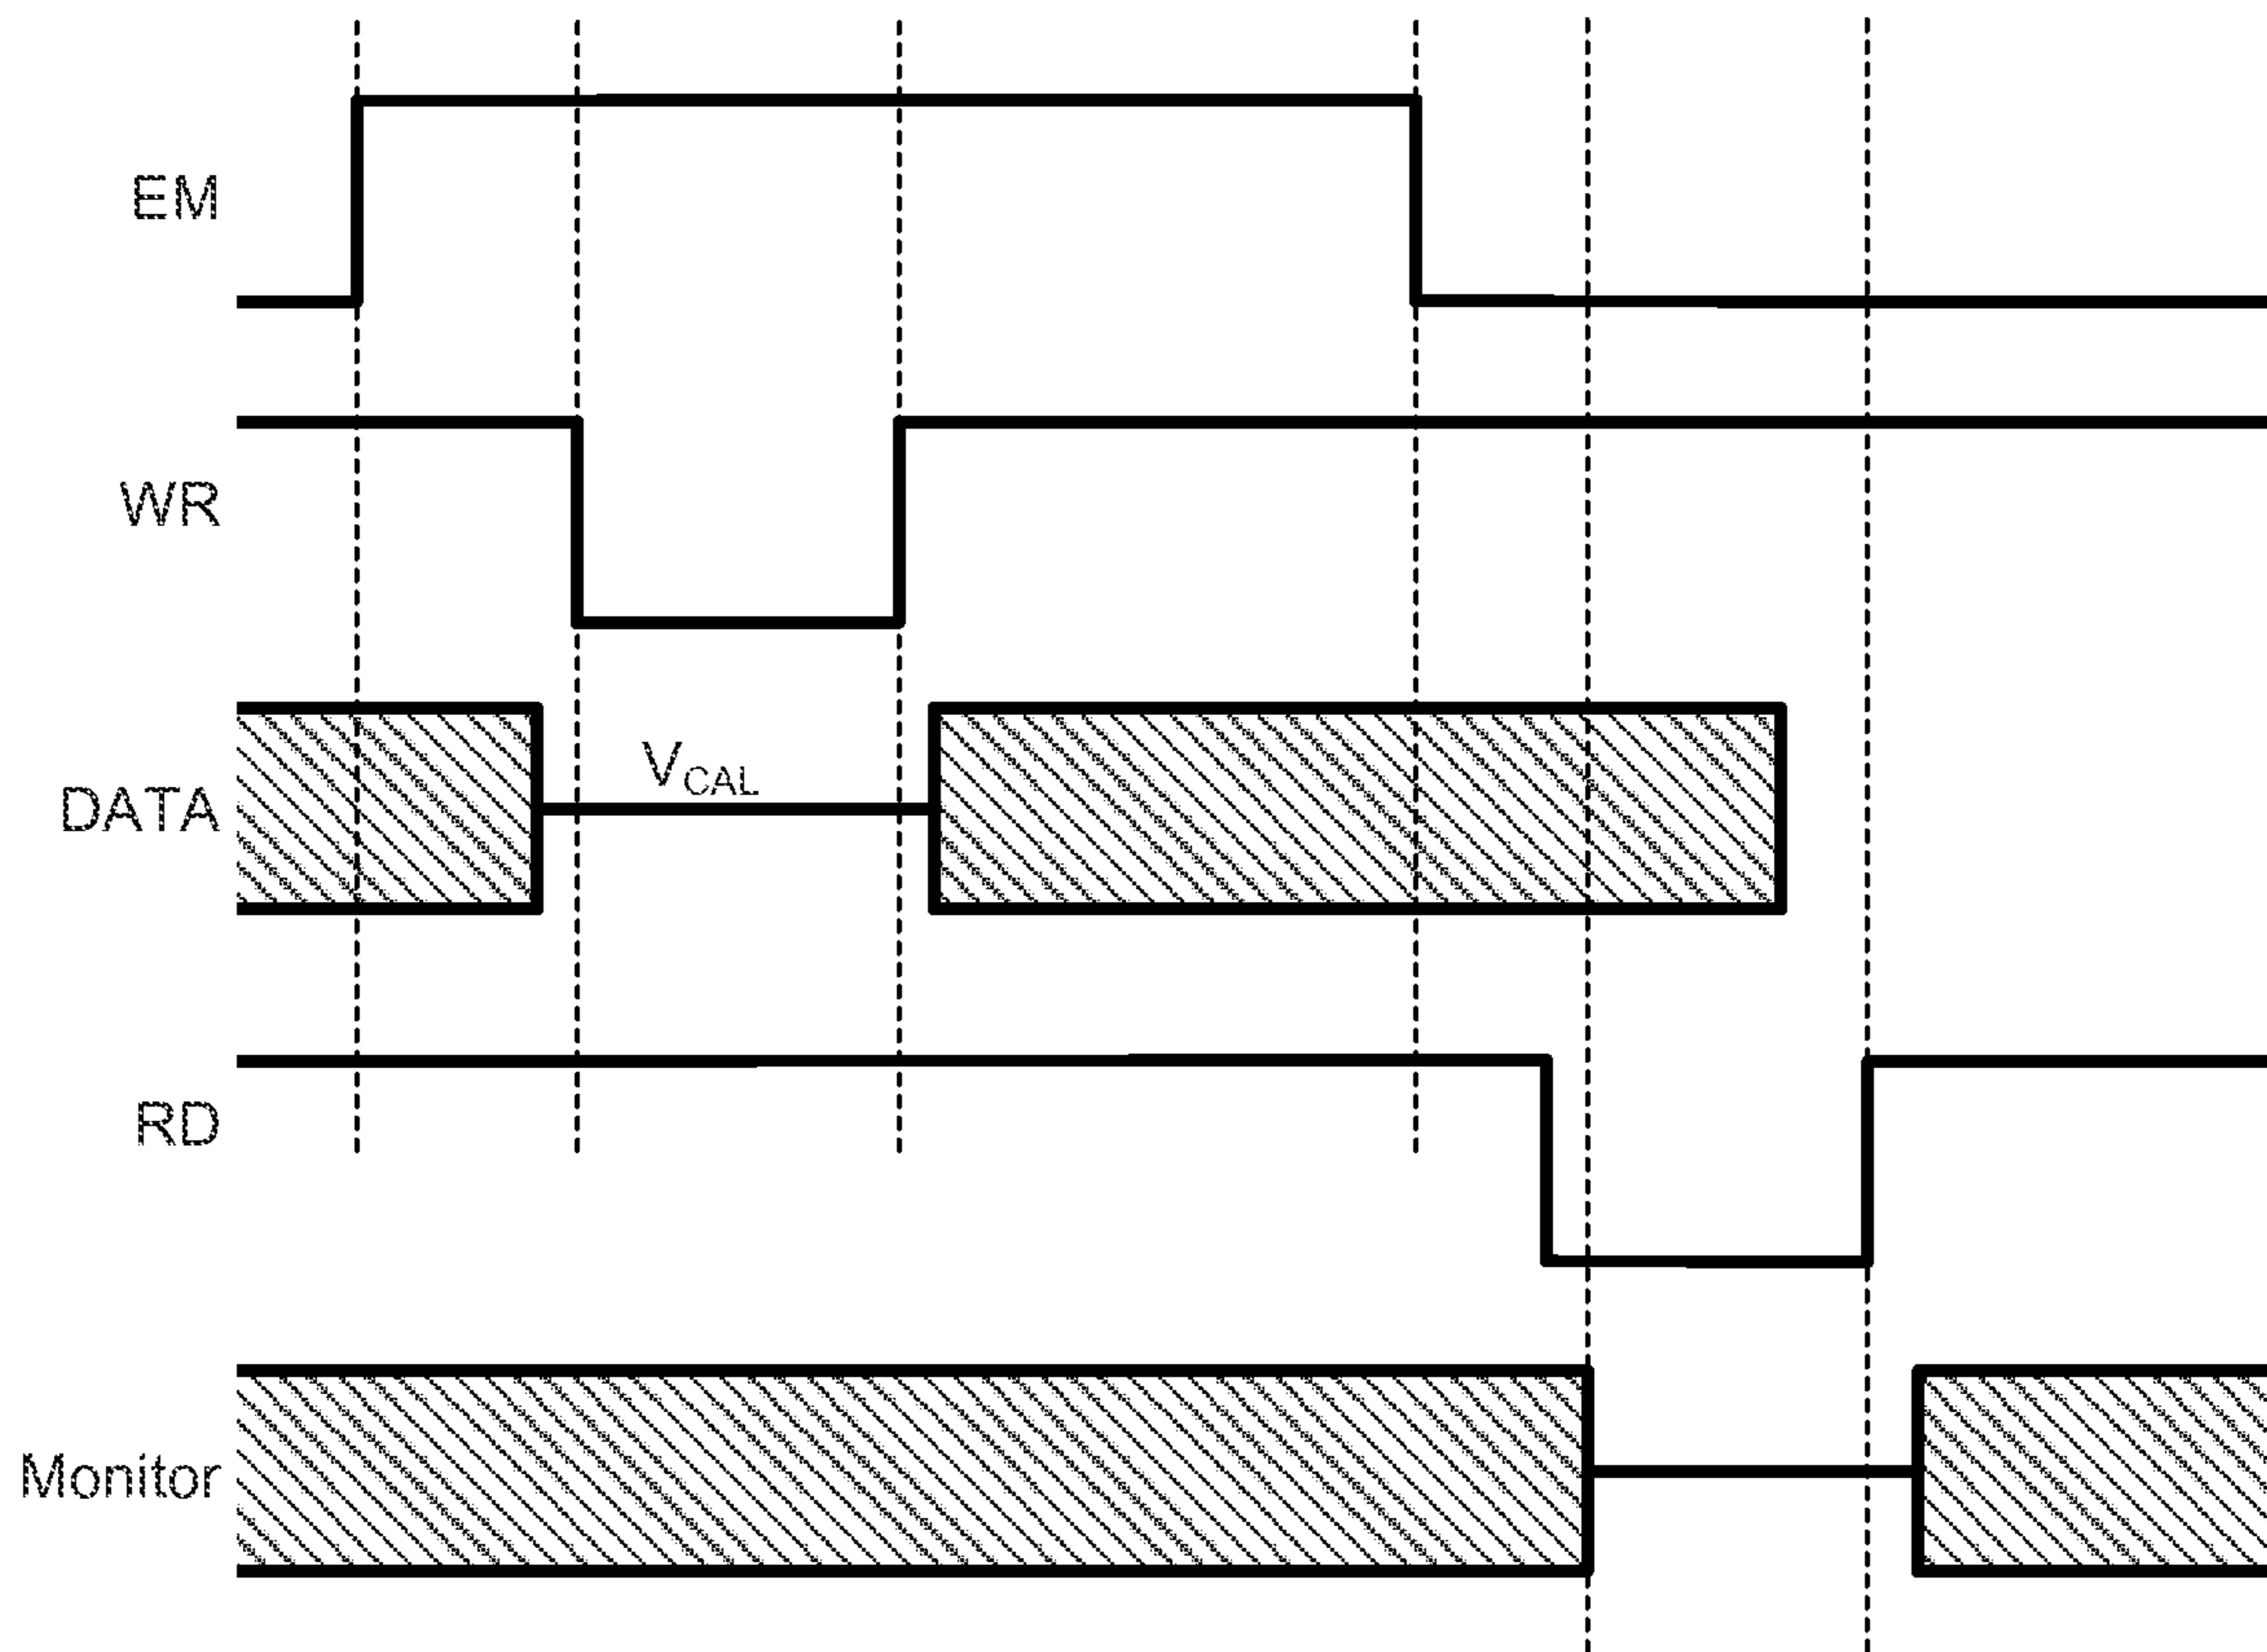 EM
WR
V_CAL
DATA
RD
Monitor